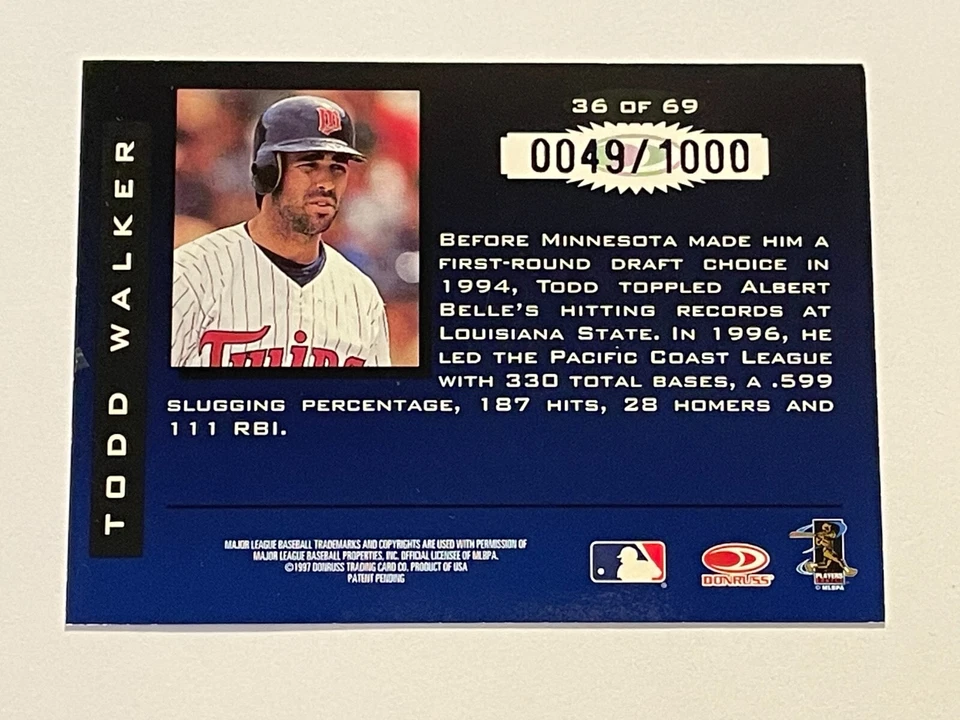 TODD WALKER
36 OF 69
0049/1000
BEFORE MINNESOTA MADE HIM A
FIRST-ROUND DRAFT CHOICE IN
1994, TODD TOPPLED ALBERT
BELLE'S HITTING RECORDS AT
LOUISIANA STATE. IN 1996, HE
LED THE PACIFIC COAST LEAGUE
WITH 330 TOTAL BASES, A .599
SLUGGING PERCENTAGE, 187 HITS, 28 HOMERS AND
111 RBI.
Twins
MAJOR LEAGUE BASEBALL TRADEMARKS AND COPYRIGHTS ARE USED WITH PERMISSION OF
MAJOR LEAGUE BASEBALL PROPERTIES, INC. OFFICIAL LICENSEE OF MLBPA.
©1997 DONRUSS TRADING CARD CO. PRODUCT OF USA
PATENT PENDING
DONRUSS
PLAYERS
© MLBPA